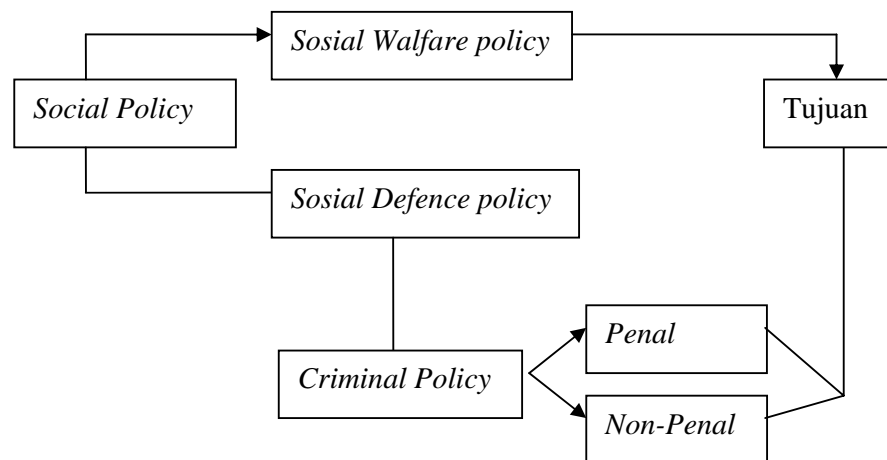 Sosial Walfare policy
Social Policy
Tujuan
Sosial Defence policy
Penal
Criminal Policy
Non-Penal